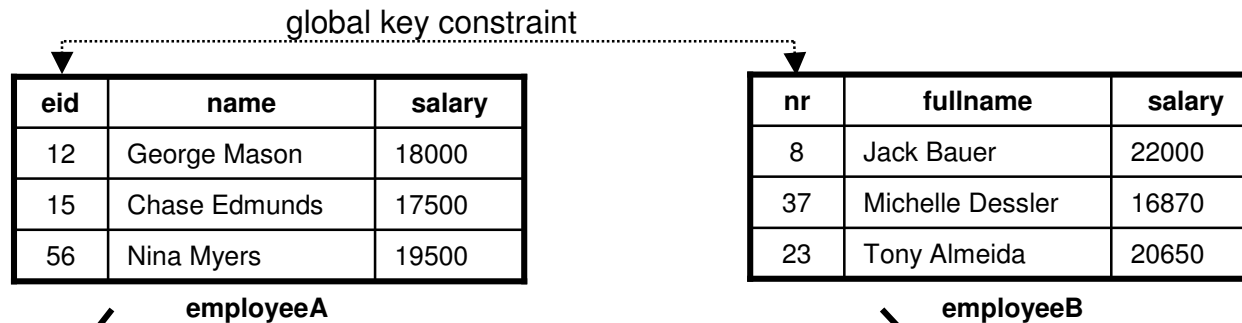 global key constraint
eid name salary
12 George Mason 18000
15 Chase Edmunds 17500
56 Nina Myers 19500
employeeA
nr fullname salary
8 Jack Bauer 22000
37 Michelle Dessler 16870
23 Tony Almeida 20650
employeeB